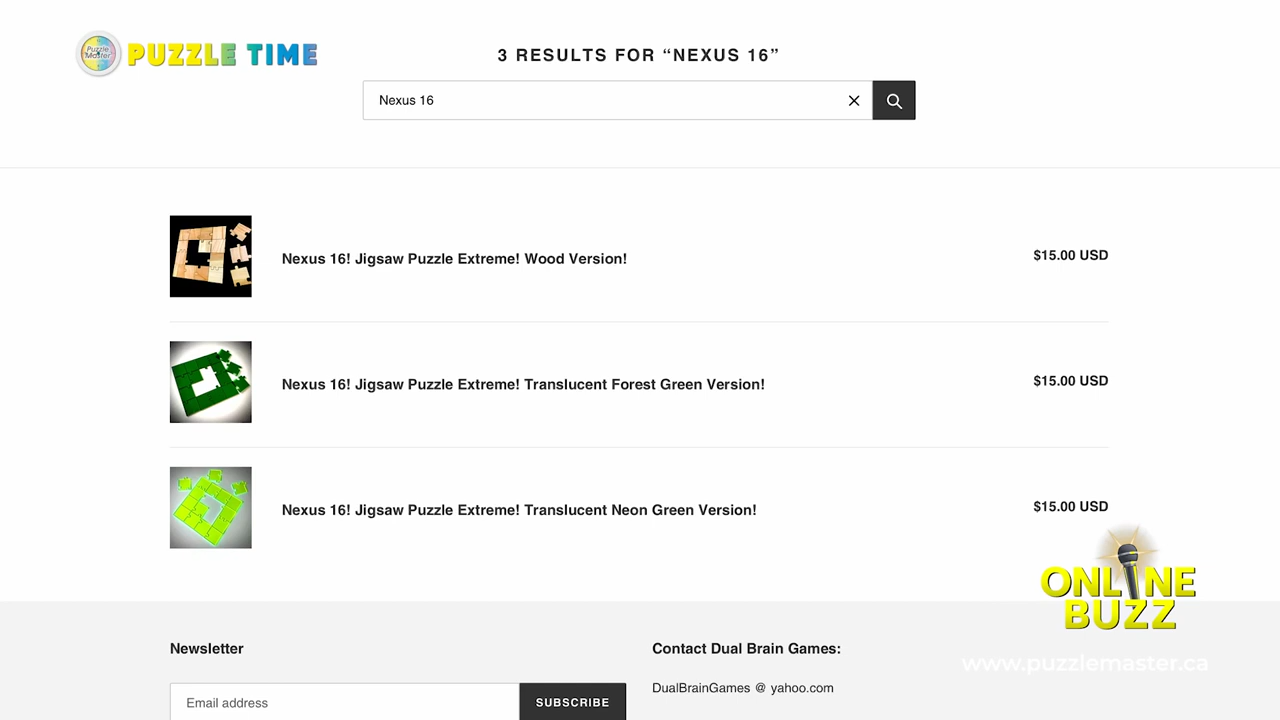 Puzzle Master
PUZZLE TIME
3 RESULTS FOR “NEXUS 16”
Nexus 16
Nexus 16! Jigsaw Puzzle Extreme! Wood Version!
$15.00 USD
Nexus 16! Jigsaw Puzzle Extreme! Translucent Forest Green Version!
$15.00 USD
Nexus 16! Jigsaw Puzzle Extreme! Translucent Neon Green Version!
$15.00 USD
ONLINE
BUZZ
Newsletter
Email address
SUBSCRIBE
Contact Dual Brain Games:
DualBrainGames @ yahoo.com
www.puzzlemaster.ca